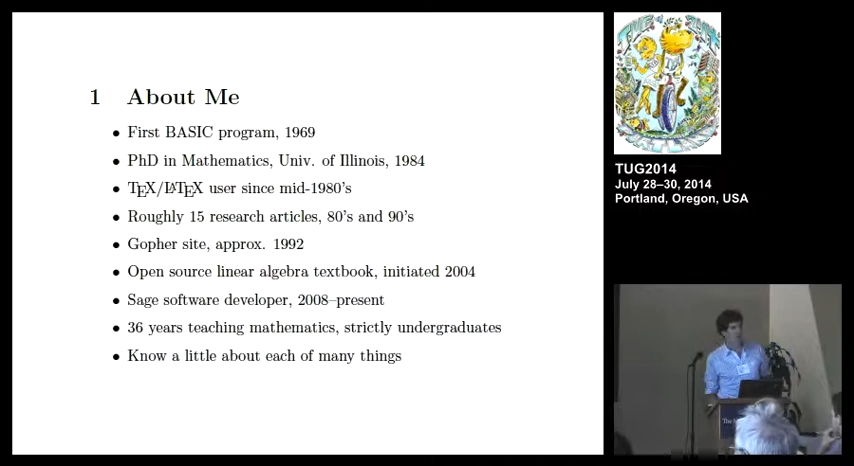 1 About Me
• First BASIC program, 1969
• PhD in Mathematics, Univ. of Illinois, 1984
• TEX/LATEX user since mid-1980's
• Roughly 15 research articles, 80's and 90's
• Gopher site, approx. 1992
• Open source linear algebra textbook, initiated 2004
• Sage software developer, 2008–present
• 36 years teaching mathematics, strictly undergraduates
• Know a little about each of many things
TUG2014
July 28–30, 2014
Portland, Oregon, USA